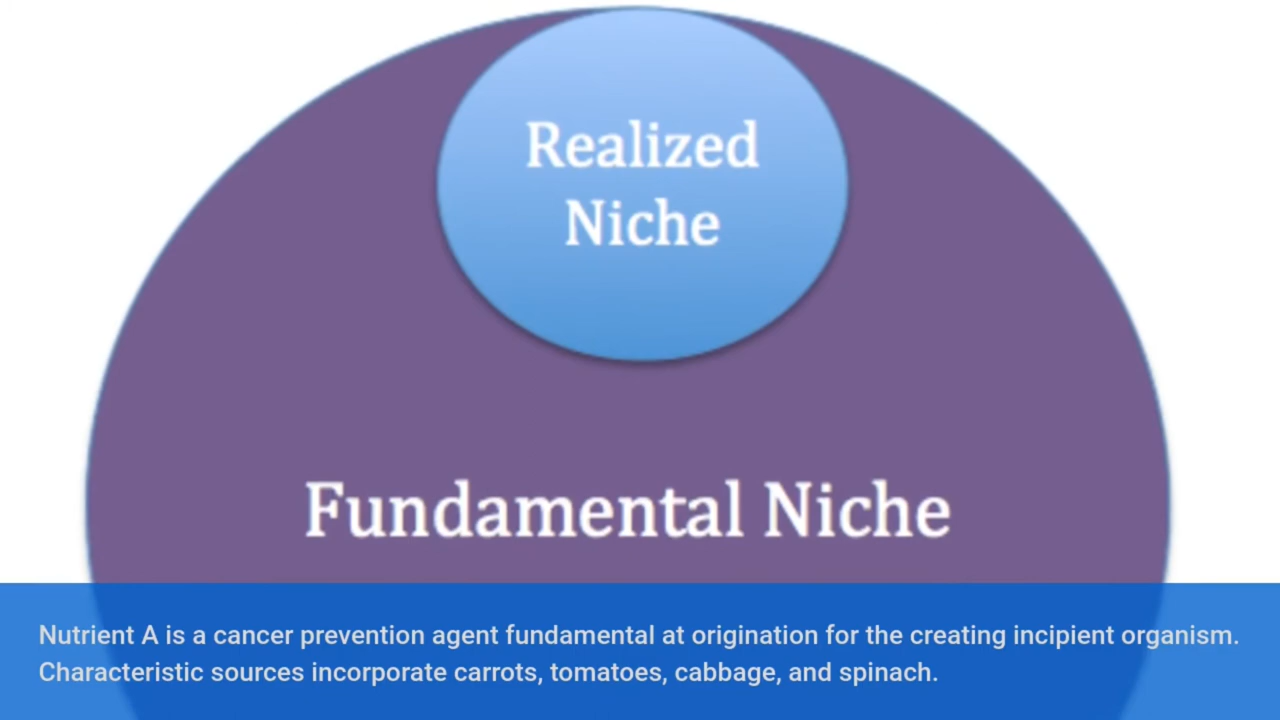 Realized
Niche
Fundamental Niche
Nutrient A is a cancer prevention agent fundamental at origination for the creating incipient organism.
Characteristic sources incorporate carrots, tomatoes, cabbage, and spinach.